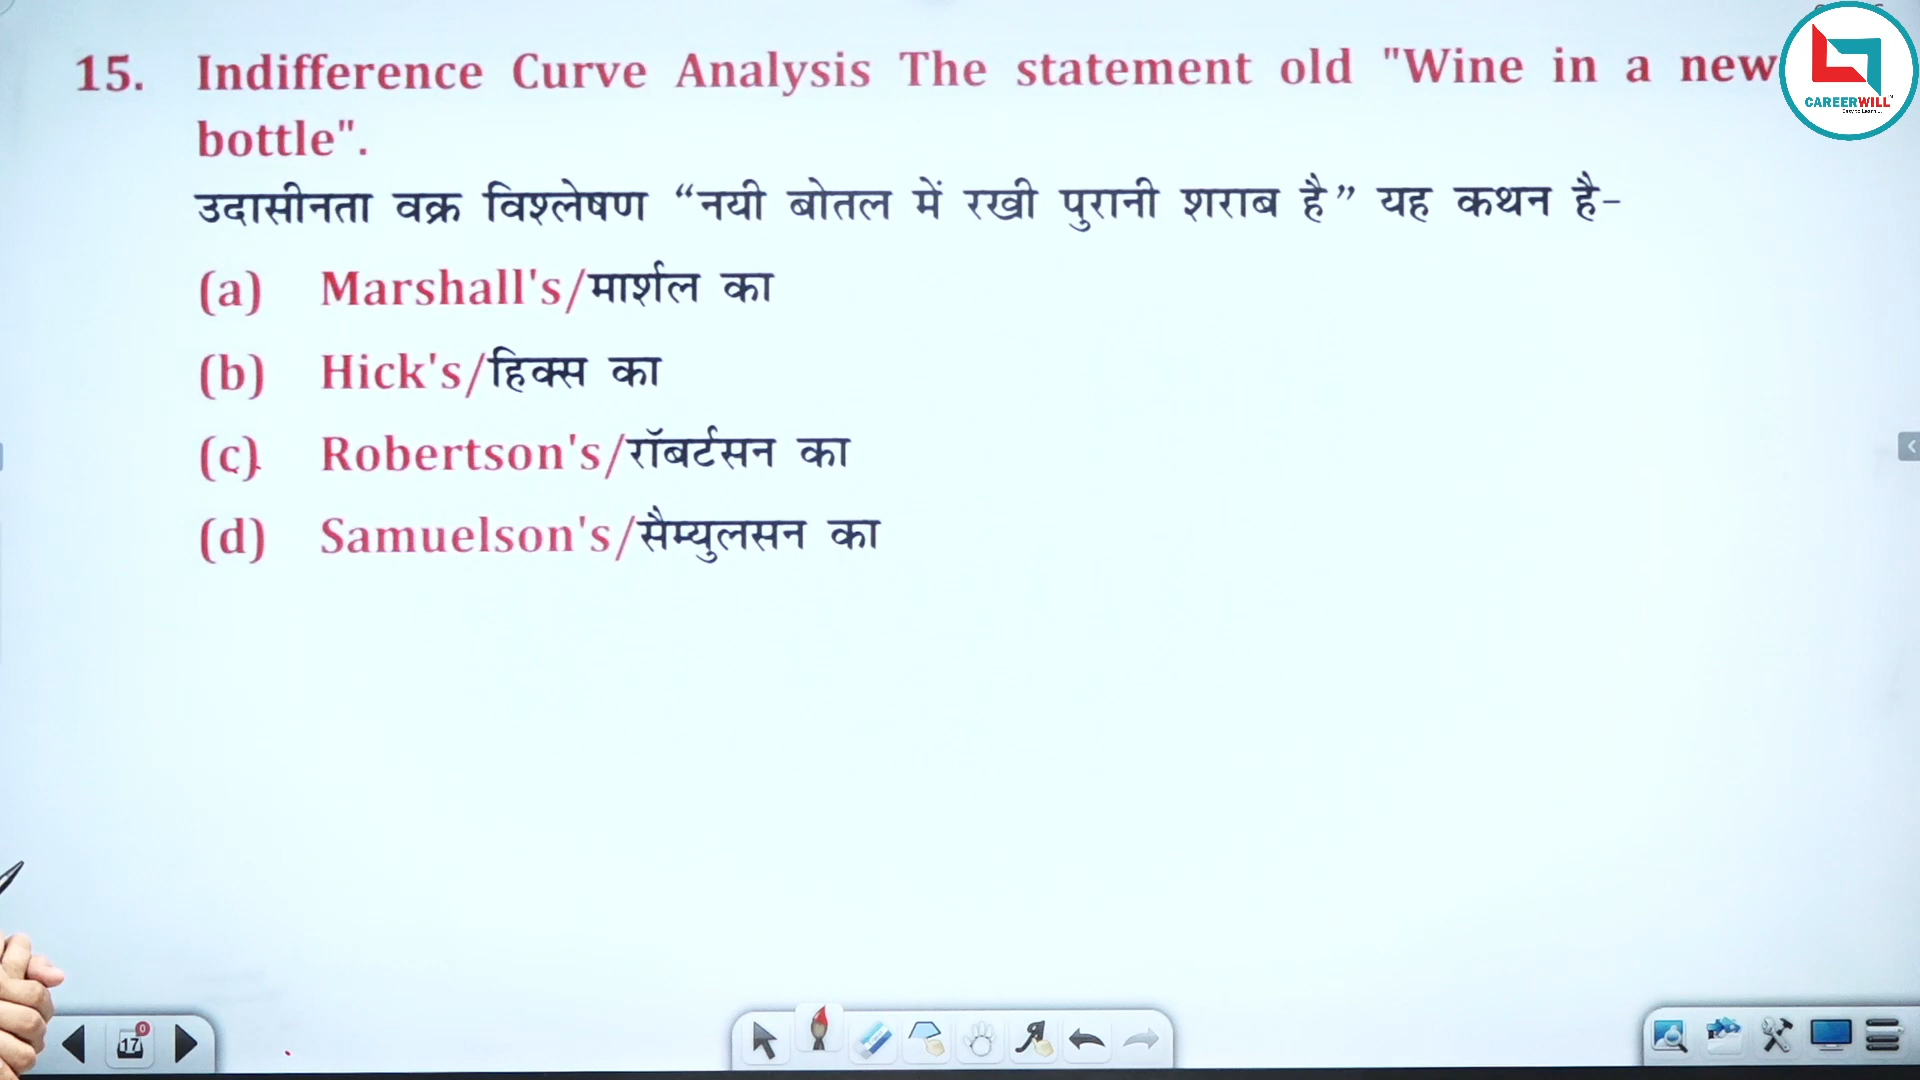 15. Indifference Curve Analysis The statement old "Wine in a new
bottle".
उदासीनता वक्र विश्लेषण “नयी बोतल में रखी पुरानी शराब है” यह कथन है-
(a) Marshall's/मार्शल का
(b) Hick's/हिक्स का
(c) Robertson's/रॉबर्टसन का
(d) Samuelson's/सैम्युलसन का
CAREERWILL
17
0